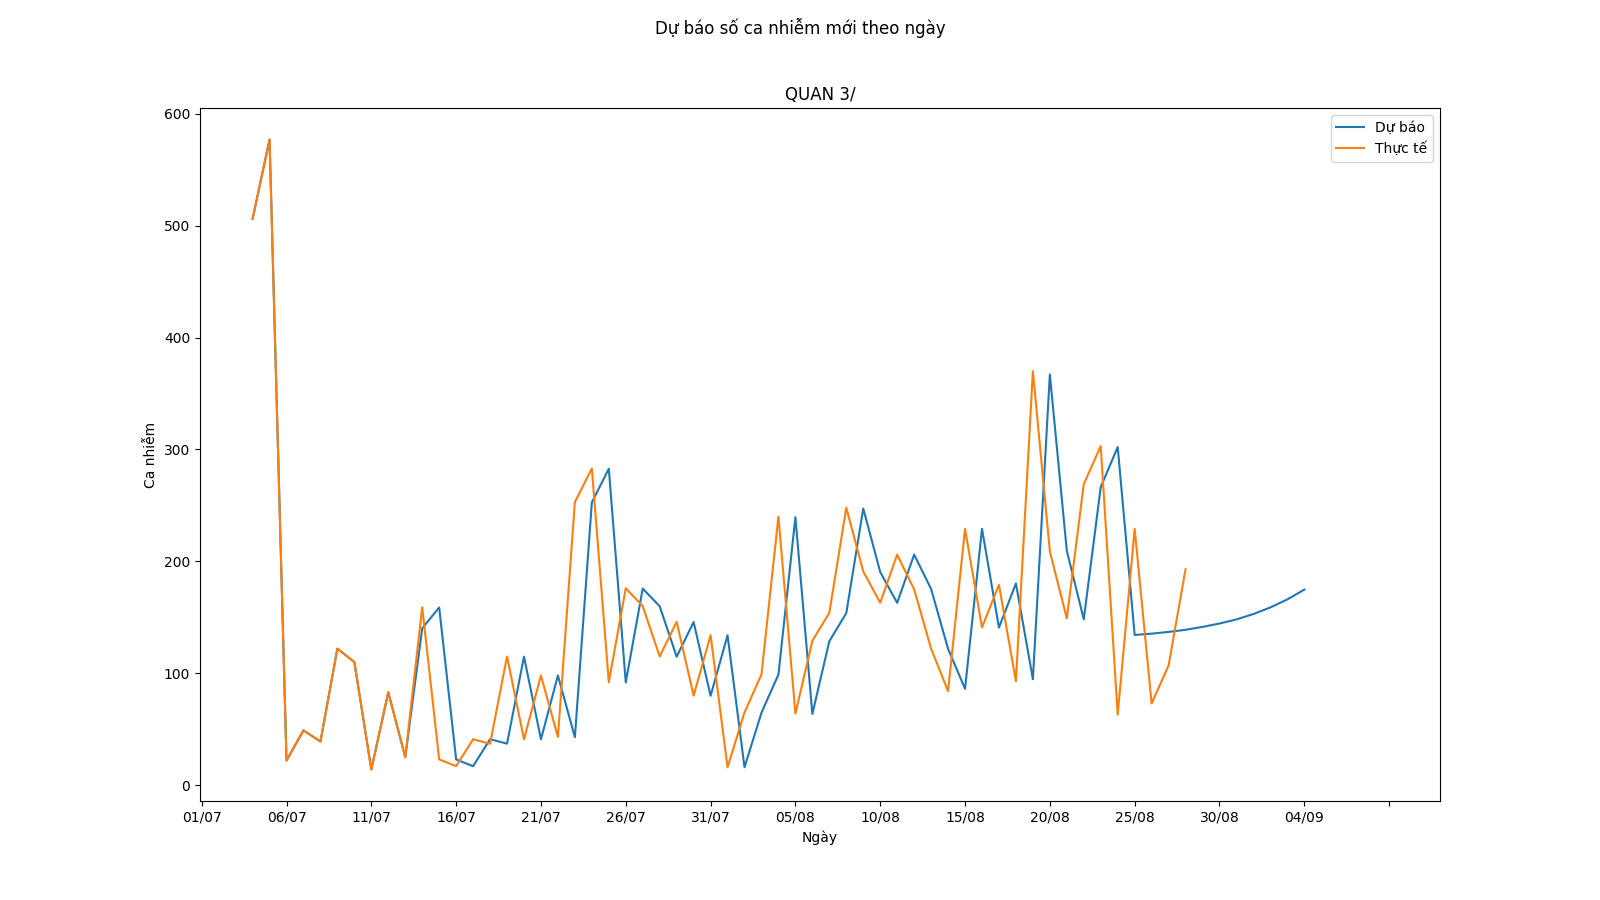 Dự báo số ca nhiễm mới theo ngày
QUAN 3/
Dự báo
Thực tế
600
500
400
300
200
100
0
Ca nhiễm
01/07 06/07 11/07 16/07 21/07 26/07 31/07 05/08 10/08 15/08 20/08 25/08 30/08 04/09
Ngày